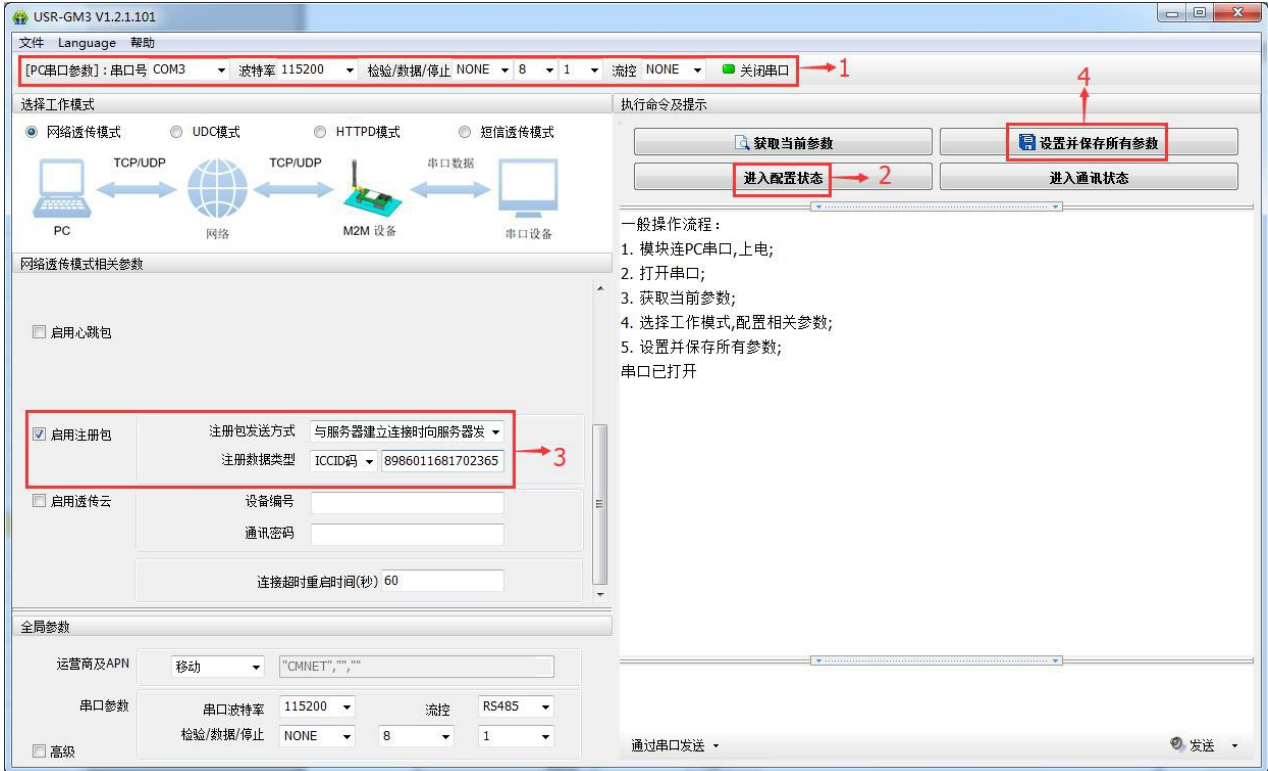 USR-GM3 V1.2.1.101
文件 Language 帮助
[PC串口参数]:串口号 COM3 波特率 115200 检验/数据/停止 NONE 8 1 流控 NONE 关闭串口 1
选择工作模式
网络透传模式 UDC模式 HTTPD模式 短信透传模式
TCP/UDP TCP/UDP 串口数据
PC 网络 M2M 设备 串口设备
网络透传模式相关参数
启用心跳包
启用注册包 注册包发送方式 与服务器建立连接时向服务器发
注册数据类型 ICCID码 8986011681702365 3
启用透传云 设备编号
通讯密码
连接超时重启时间(秒) 60
全局参数
运营商及APN 移动 "CMNET","",""
串口参数 串口波特率 115200 流控 RS485
检验/数据/停止 NONE 8 1
高级
执行命令及提示 4
获取当前参数 设置并保存所有参数
进入配置状态 2 进入通讯状态
一般操作流程:
1. 模块连PC串口,上电;
2. 打开串口;
3. 获取当前参数;
4. 选择工作模式,配置相关参数;
5. 设置并保存所有参数;
串口已打开
通过串口发送 发送